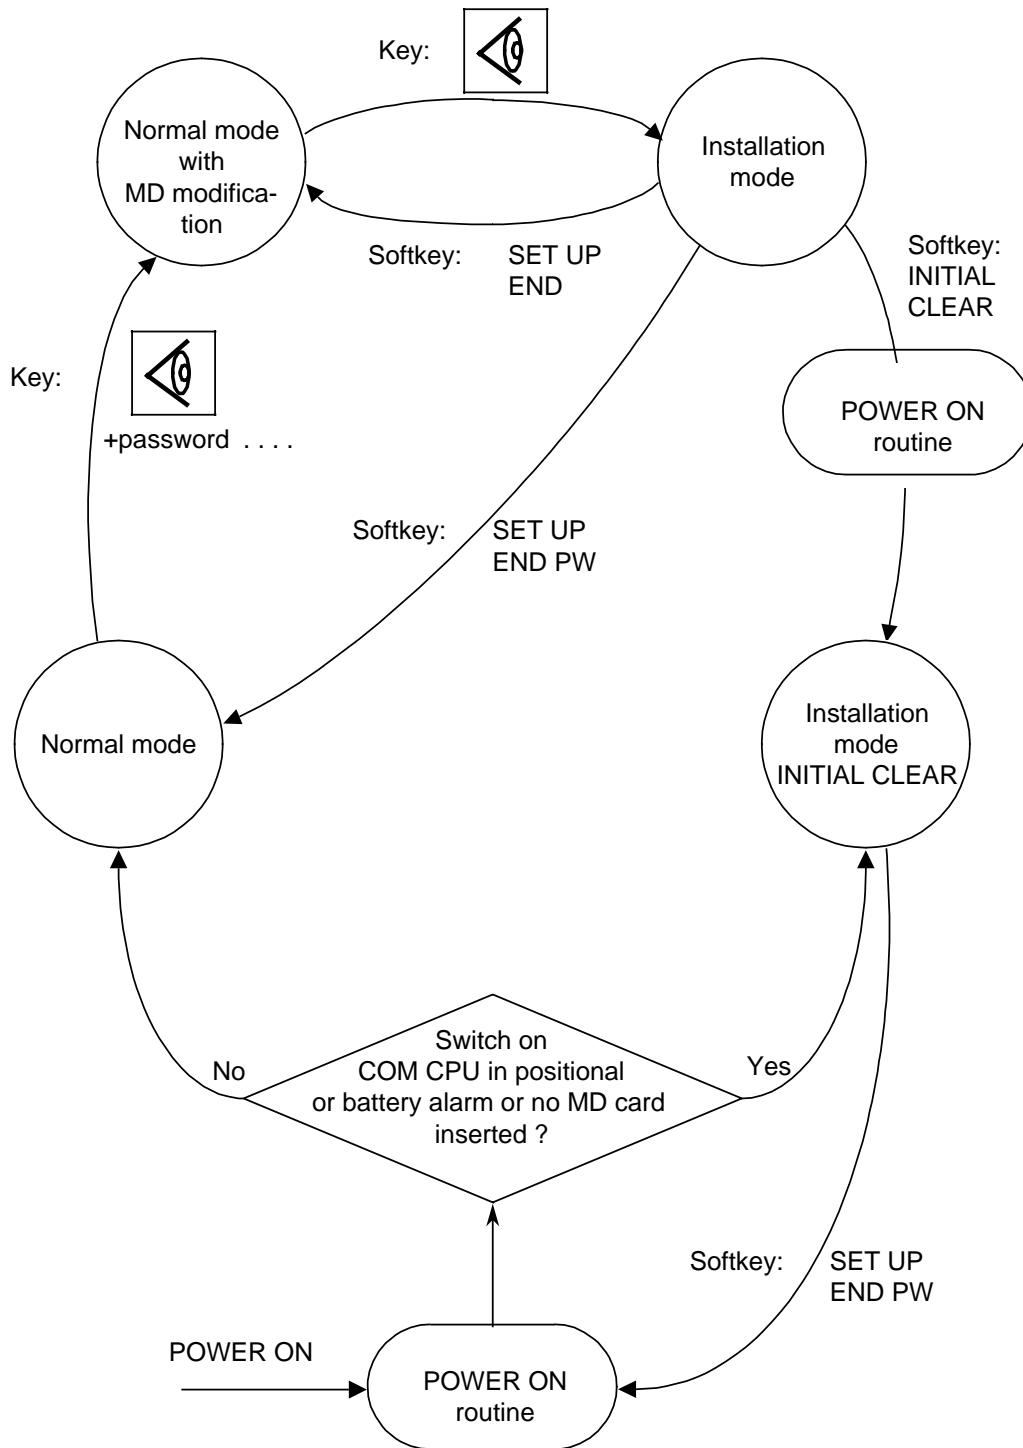 Key:
Normal mode
with
MD modifica-
tion
Installation
mode
Softkey: SET UP
END
Softkey:
INITIAL
CLEAR
Key:
+password . . . .
POWER ON
routine
Softkey: SET UP
END PW
Normal mode
Installation
mode
INITIAL CLEAR
No
Switch on
COM CPU in positional
or battery alarm or no MD card
inserted ?
Yes
Softkey: SET UP
END PW
POWER ON
POWER ON
routine